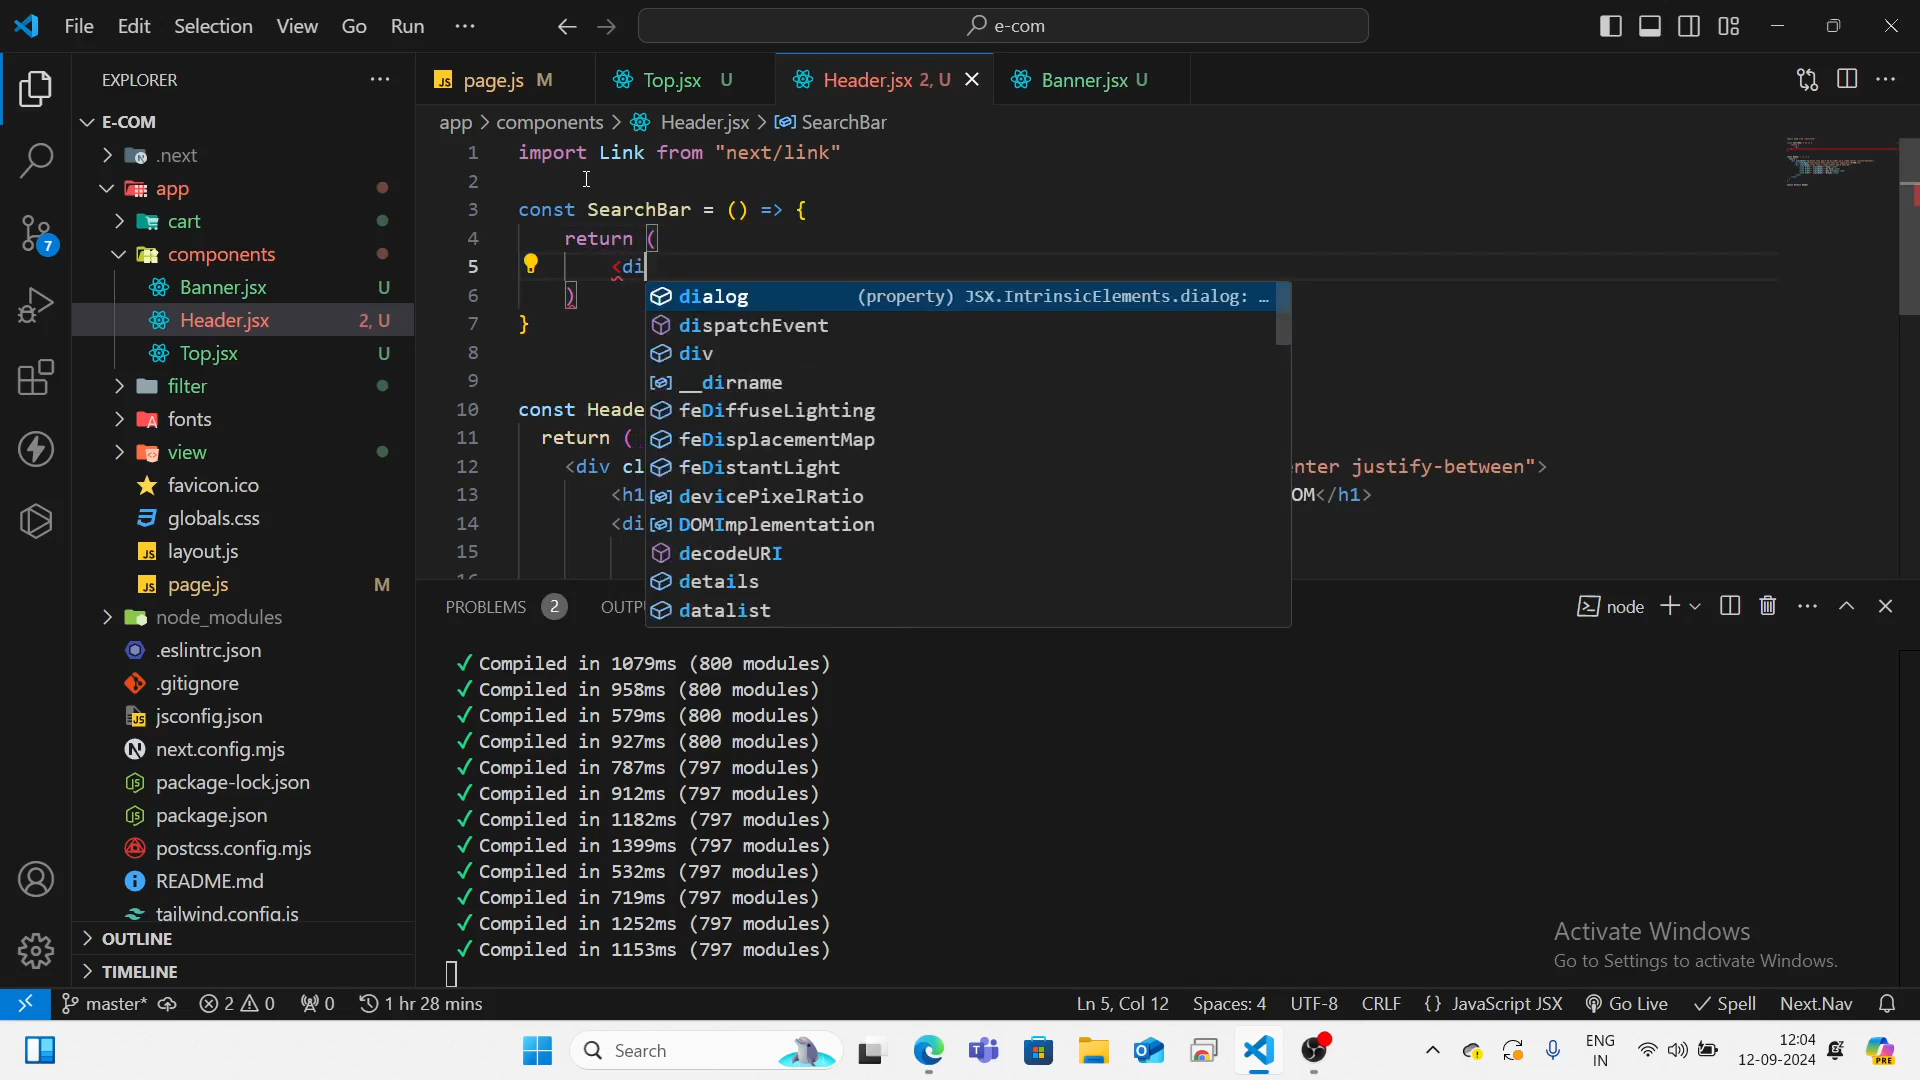 File Edit Selection View Go Run ···
e-com
EXPLORER ···
page.js M
Top.jsx U
Header.jsx 2, U
Banner.jsx U
E-COM
app > components > Header.jsx > SearchBar
.next
app
cart
components
Banner.jsx U
Header.jsx 2, U
Top.jsx U
filter
fonts
view
favicon.ico
globals.css
layout.js
page.js M
node_modules
.eslintrc.json
.gitignore
jsconfig.json
next.config.mjs
package-lock.json
package.json
postcss.config.mjs
README.md
tailwind.config.js
OUTLINE
TIMELINE
1 import Link from "next/link"
2
3 const SearchBar = () => {
4 return (
5 <di
6 )
7 }
8
9
10 const Heade
11 return (
12 <div cl enter justify-between">
13 <h1 OM</h1>
14 <di
15
16
dialog (property) JSX.IntrinsicElements.dialog: …
dispatchEvent
div
__dirname
feDiffuseLighting
feDisplacementMap
feDistantLight
devicePixelRatio
DOMImplementation
decodeURI
details
datalist
PROBLEMS 2 OUTP
node
✓ Compiled in 1079ms (800 modules)
✓ Compiled in 958ms (800 modules)
✓ Compiled in 579ms (800 modules)
✓ Compiled in 927ms (800 modules)
✓ Compiled in 787ms (797 modules)
✓ Compiled in 912ms (797 modules)
✓ Compiled in 1182ms (797 modules)
✓ Compiled in 1399ms (797 modules)
✓ Compiled in 532ms (797 modules)
✓ Compiled in 719ms (797 modules)
✓ Compiled in 1252ms (797 modules)
✓ Compiled in 1153ms (797 modules)
Activate Windows
Go to Settings to activate Windows.
7
master* 2 0 0 1 hr 28 mins
Ln 5, Col 12 Spaces: 4 UTF-8 CRLF {} JavaScript JSX Go Live Spell Next.Nav
Search
ENG
IN
12:04
12-09-2024
PRE